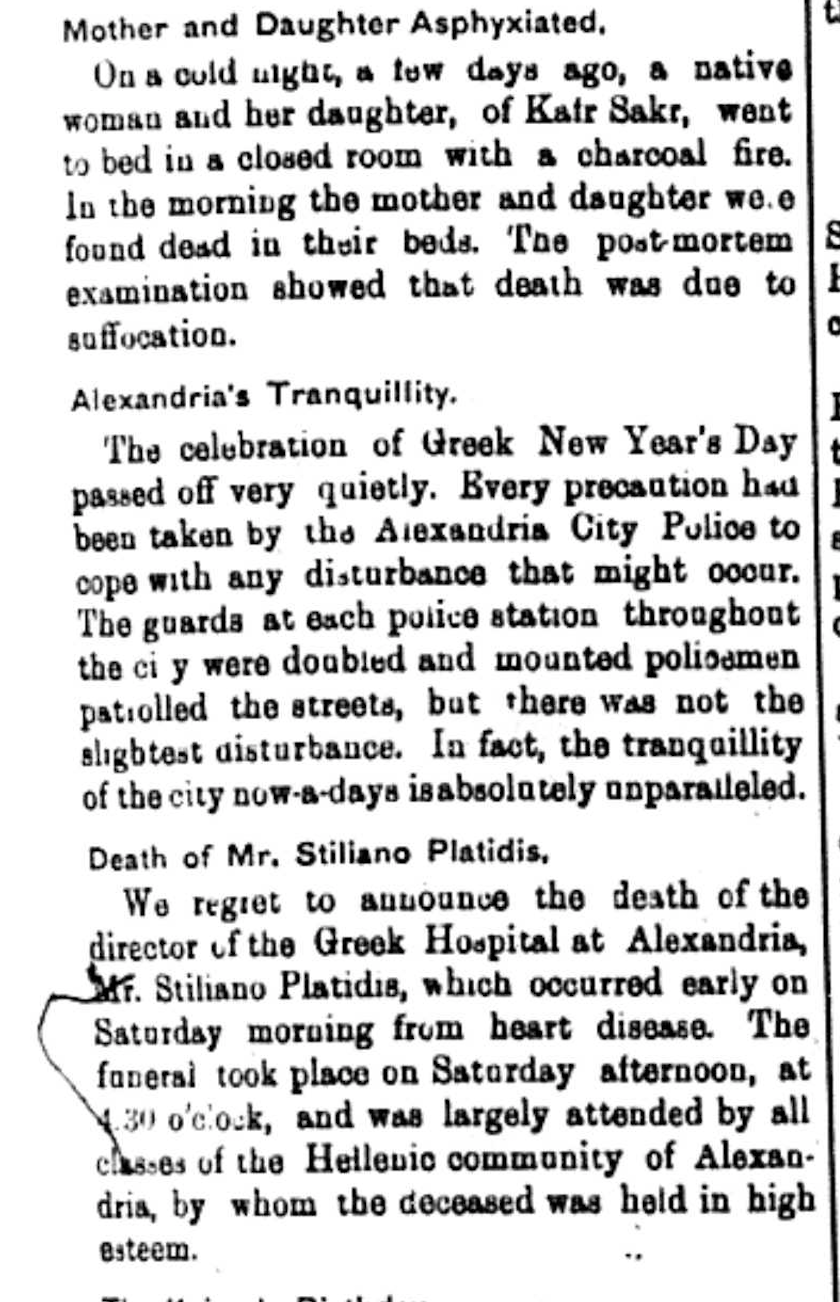 Mother and Daughter Asphyxiated.
On a cold night, a few days ago, a native
woman and her daughter, of Kafr Sakr, went
to bed in a closed room with a charcoal fire.
In the morning the mother and daughter we.e
found dead in their beds. The post-mortem
examination showed that death was due to
suffocation.
Alexandria's Tranquillity.
The celebration of Greek New Year's Day
passed off very quietly. Every precaution had
been taken by the Alexandria City Police to
cope with any disturbance that might occur.
The guards at each police station throughout
the ci y were doubled and mounted policemen
patrolled the streets, but there was not the
slightest disturbance. In fact, the tranquillity
of the city now-a-days is absolutely unparalleled.
Death of Mr. Stiliano Platidis.
We regret to announce the death of the
director of the Greek Hospital at Alexandria,
Mr. Stiliano Platidis, which occurred early on
Saturday morning from heart disease. The
funeral took place on Saturday afternoon, at
4.30 o'clock, and was largely attended by all
classes of the Hellenic community of Alexan-
dria, by whom the deceased was held in high
esteem.